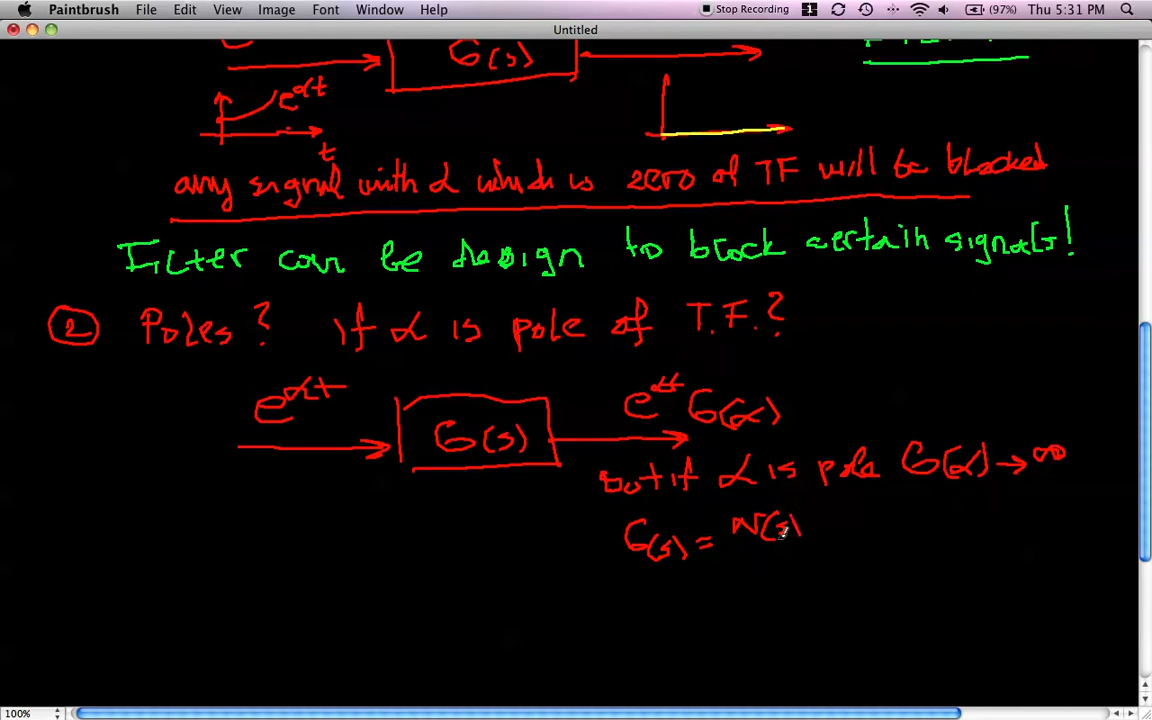 Paintbrush File Edit View Image Font Window Help Stop Recording 1 (97%) Thu 5:31 PM
Untitled
G(s)
e^αt
t
any signal with α which is zero of TF will be blocked
Filter can be design to block certain signals!
② Poles? if α is pole of T.F.?
e^αt G(s) e^αt G(α)
but if α is pole G(α) → ∞
G(s) = N(s)
100%